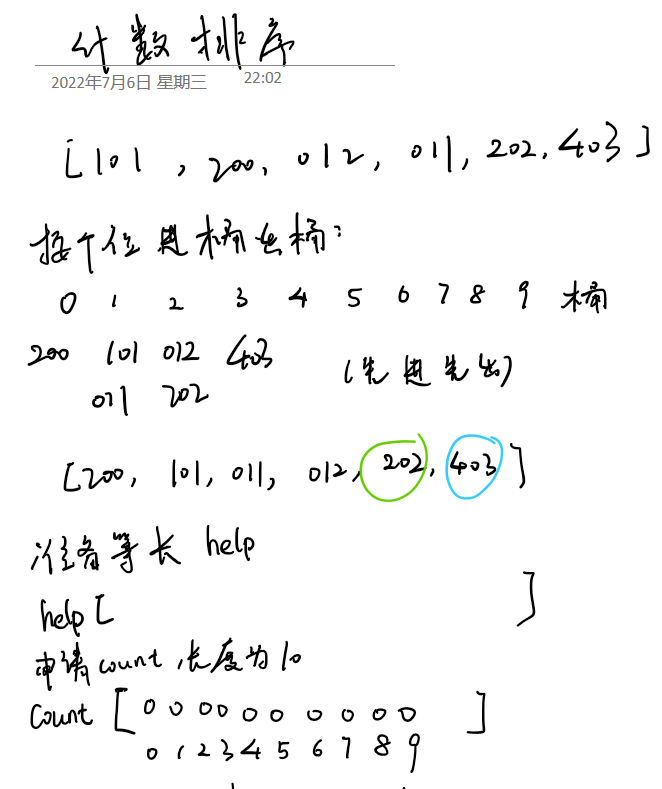 计数排序
2022年7月6日 星期三 22:02
[101, 200, 012, 011, 202, 403]
按个位进桶出桶:
0 1 2 3 4 5 6 7 8 9 桶
200 101 012 403
(先进先出)
011 202
[200, 101, 011, 012, 202, 403]
准备等长 help
help [ ]
申请count,长度为10
Count [0 0 0 0 0 0 0 0 0 0 ]
0 1 2 3 4 5 6 7 8 9